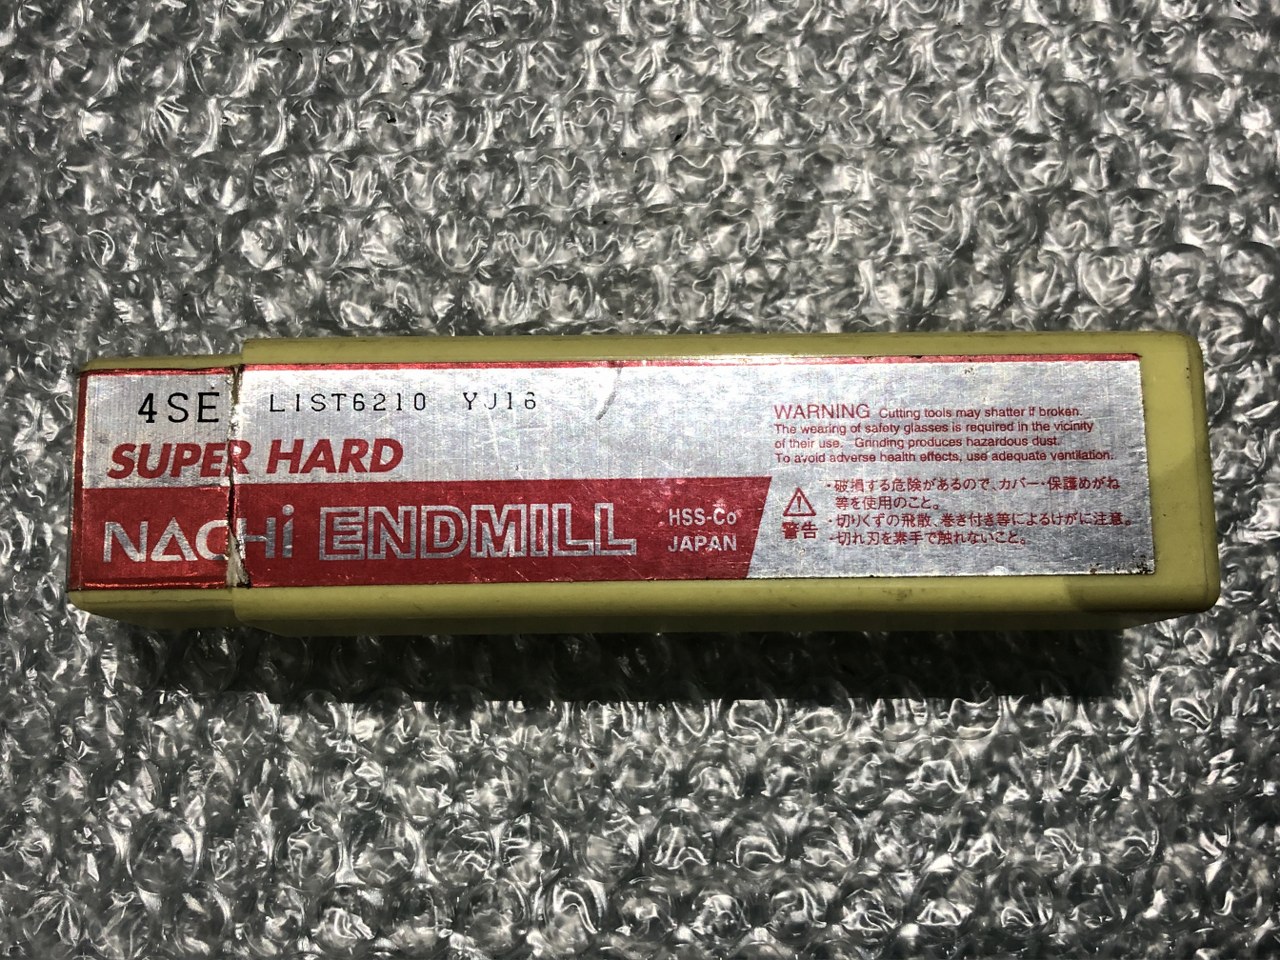 4SE LIST6210 YJ16
SUPER HARD
NACHi ENDMILL
HSS-Co
JAPAN
WARNING Cutting tools may shatter if broken.
The wearing of safety glasses is required in the vicinity
of their use. Grinding produces hazardous dust.
To avoid adverse health effects, use adequate ventilation.
警告
・破損する危険があるので、カバー・保護めがね
等を使用のこと。
・切りくずの飛散、巻き付き等によるけがに注意。
・切れ刃を素手で触れないこと。